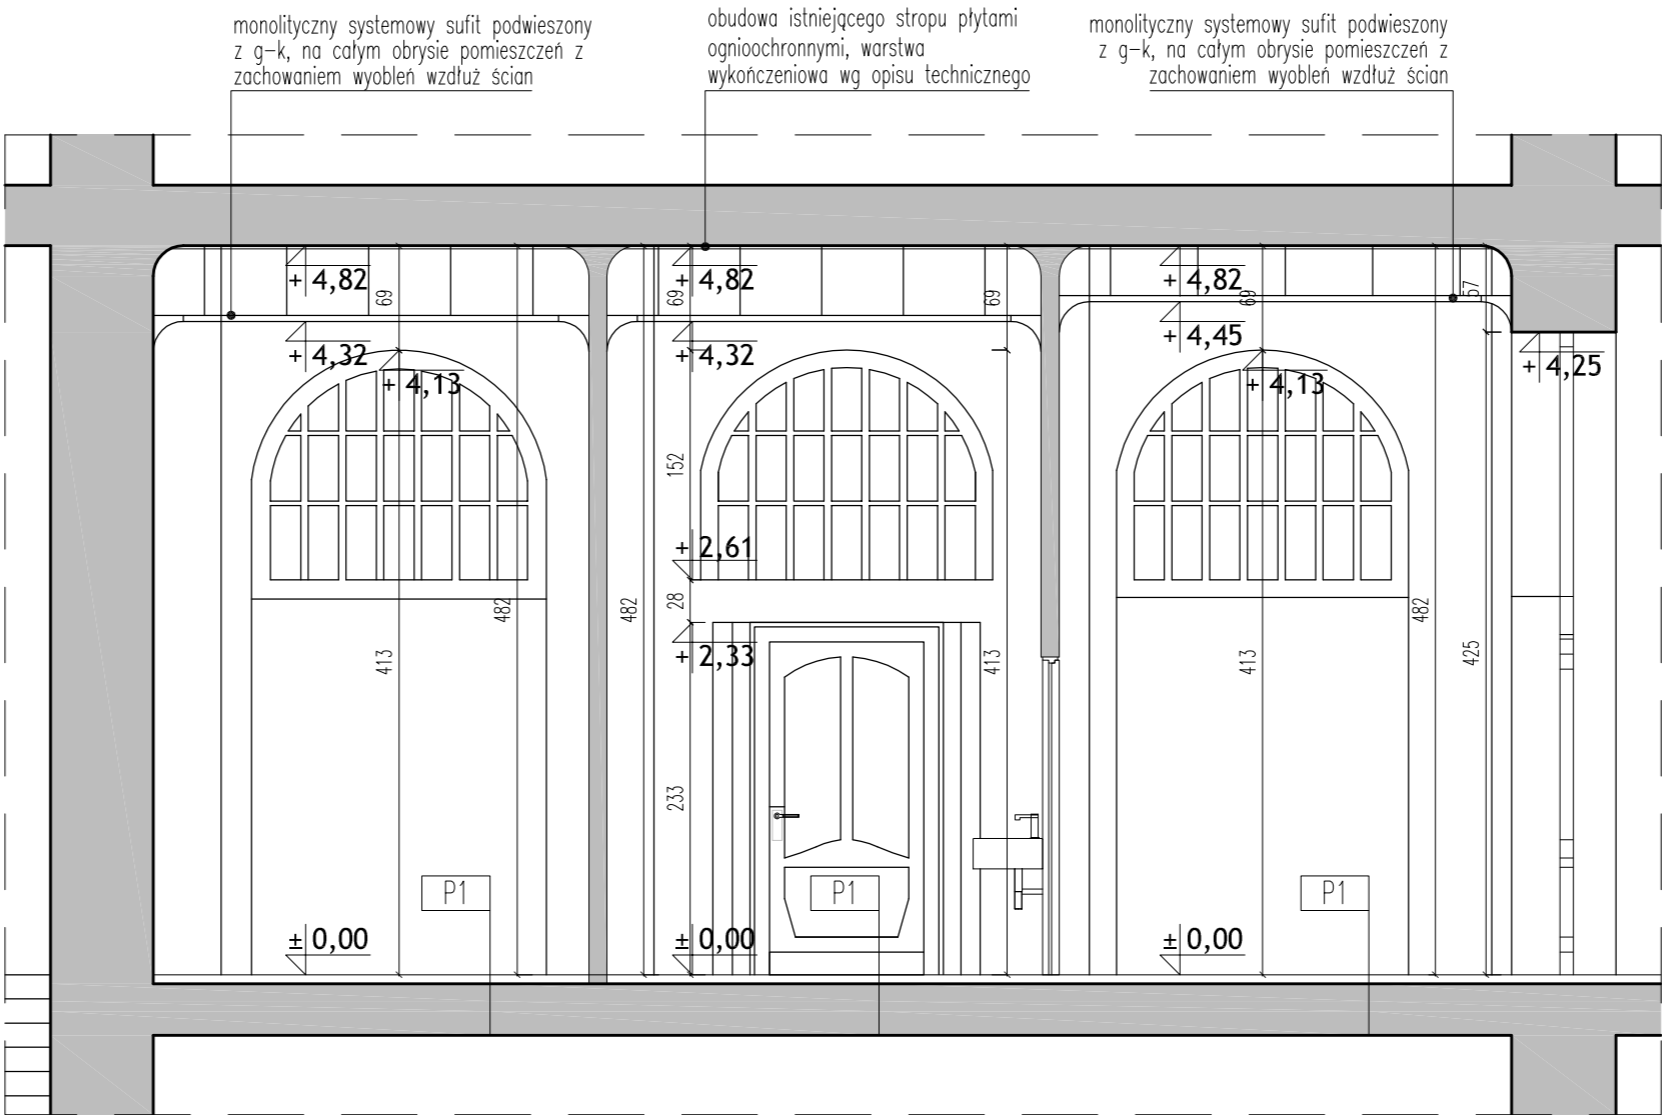 monolityczny systemowy sufit podwieszony
z g-k, na całym obrysie pomieszczeń z
zachowaniem wyobleń wzdłuż ścian
obudowa istniejącego stropu płytami
ogniooochronnymi, warstwa
wykończeniowa wg opisu technicznego
monolityczny systemowy sufit podwieszony
z g-k, na całym obrysie pomieszczeń z
zachowaniem wyobleń wzdłuż ścian
+ 4,82
69
69
+ 4,82
69
+ 4,82
69
57
+ 4,32
+ 4,32
+ 4,45
+ 4,25
+ 4,13
+ 4,13
152
+ 2,61
482
482
28
482
+ 2,33
413
413
413
425
233
P1
P1
P1
± 0,00
± 0,00
± 0,00